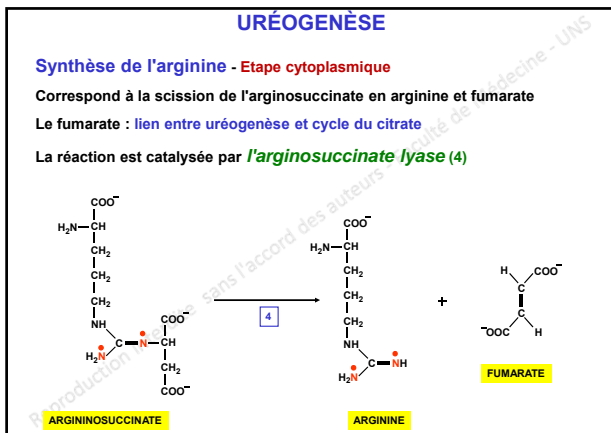 URÉOGENÈSE
Synthèse de l'arginine - Etape cytoplasmique
Correspond à la scission de l'arginosuccinate en arginine et fumarate
Le fumarate : lien entre uréogenèse et cycle du citrate
La réaction est catalysée par l'arginosuccinate lyase (4)
Reproduction interdite sans l'accord des auteurs - Faculté de Médecine - UNS
COO⁻
H₂N—CH
CH₂
CH₂
CH₂
NH
C=N—CH
H₂N
COO⁻
CH₂
COO⁻
ARGININOSUCCINATE
4
COO⁻
H₂N—CH
CH₂
CH₂
CH₂
NH
C=NH
H₂N
ARGININE
+
H
COO⁻
C
C
⁻OOC
H
FUMARATE